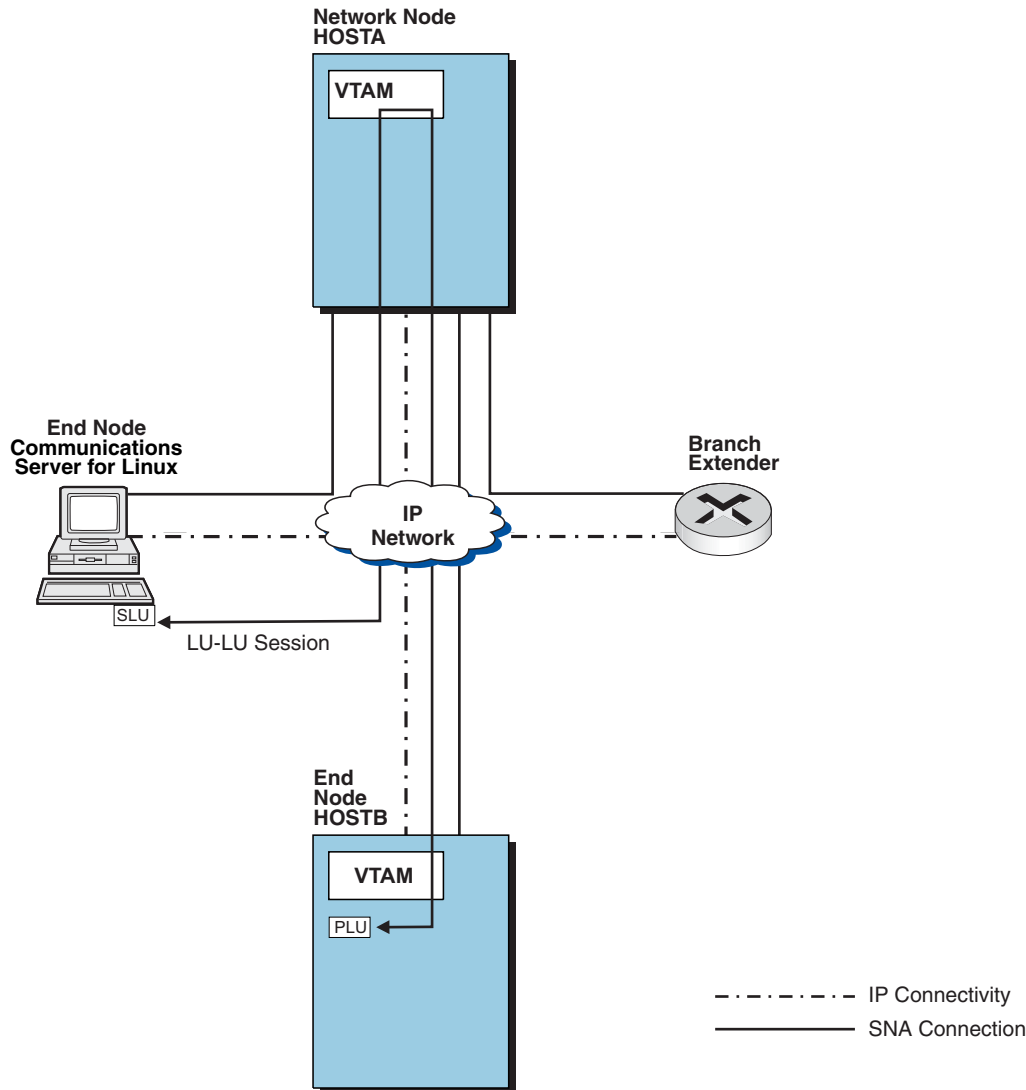 Network Node
HOSTA
VTAM
End Node
Communications
Server for Linux
Branch
Extender
IP
Network
SLU
LU-LU Session
End
Node
HOSTB
VTAM
PLU
IP Connectivity
SNA Connection